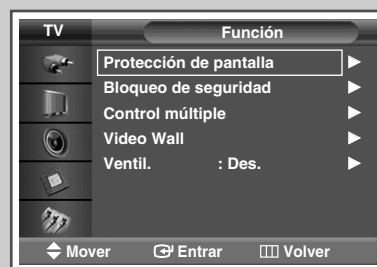 TV Función
Protección de pantalla
Bloqueo de seguridad
Control múltiple
Video Wall
Ventil. : Des.
Mover Entrar Volver